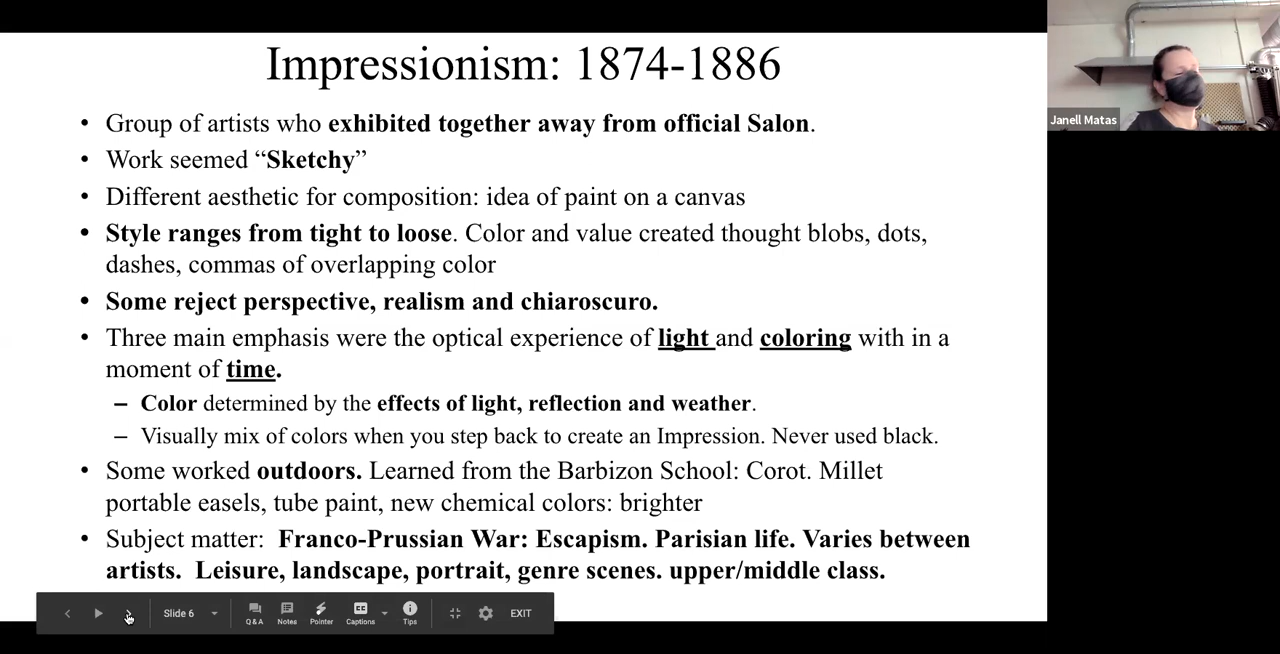 Impressionism: 1874-1886
• Group of artists who exhibited together away from official Salon.
• Work seemed “Sketchy”
• Different aesthetic for composition: idea of paint on a canvas
• Style ranges from tight to loose. Color and value created thought blobs, dots,
dashes, commas of overlapping color
• Some reject perspective, realism and chiaroscuro.
• Three main emphasis were the optical experience of light and coloring with in a
moment of time.
– Color determined by the effects of light, reflection and weather.
– Visually mix of colors when you step back to create an Impression. Never used black.
• Some worked outdoors. Learned from the Barbizon School: Corot. Millet
portable easels, tube paint, new chemical colors: brighter
• Subject matter: Franco-Prussian War: Escapism. Parisian life. Varies between
artists. Leisure, landscape, portrait, genre scenes. upper/middle class.
Slide 6
Q & A
Notes
Pointer
CC
Captions
Tips
EXIT
Janell Matas